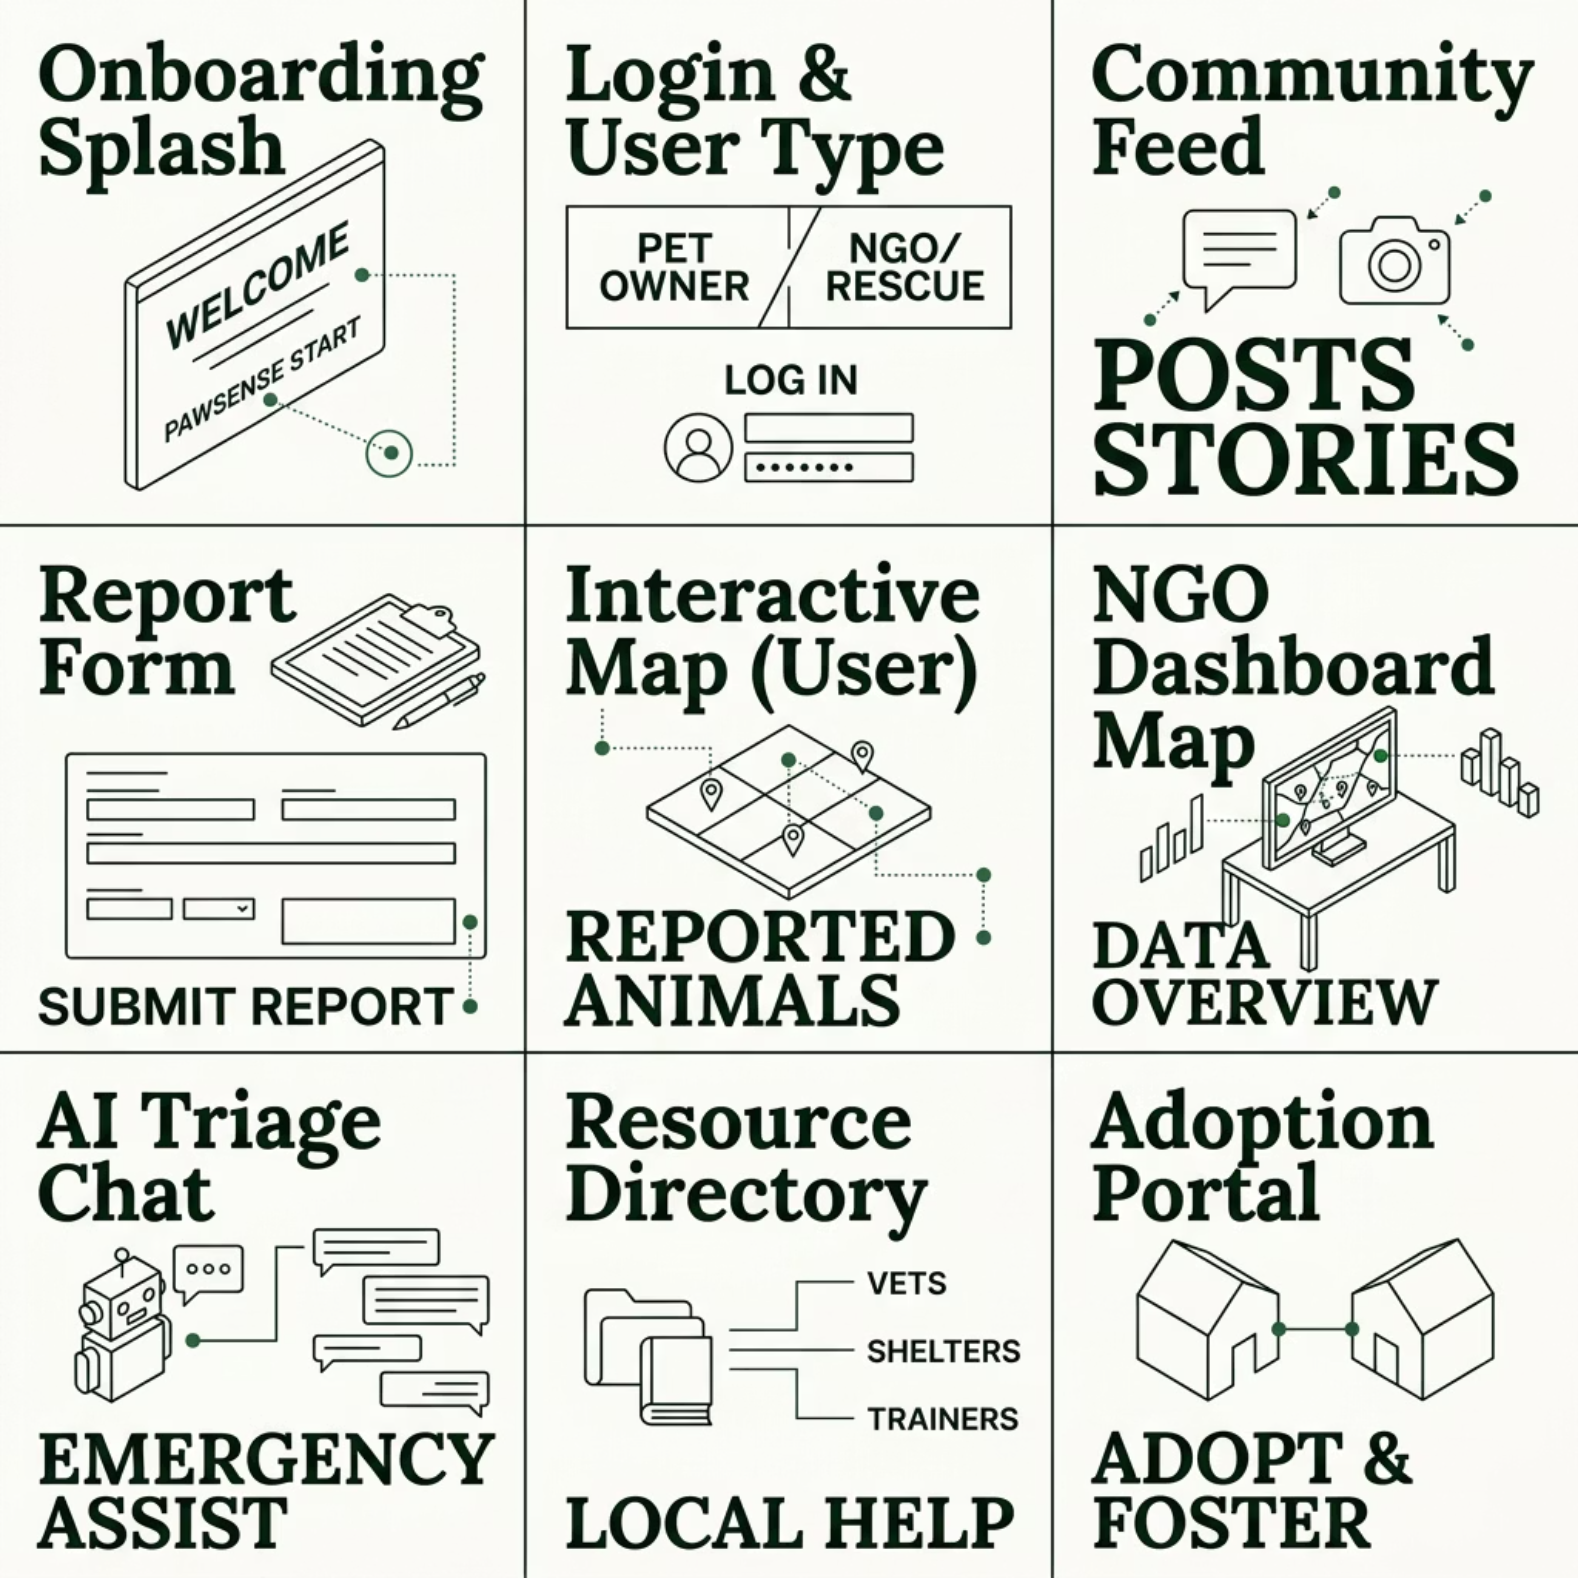 Onboarding
Splash
WELCOME
PAWSENSE START
Login &
User Type
PET
OWNER
NGO/
RESCUE
LOG IN
Community
Feed
POSTS
STORIES
Report
Form
SUBMIT REPORT
Interactive
Map (User)
REPORTED
ANIMALS
NGO
Dashboard
Map
DATA
OVERVIEW
AI Triage
Chat
EMERGENCY
ASSIST
Resource
Directory
VETS
SHELTERS
TRAINERS
LOCAL HELP
Adoption
Portal
ADOPT &
FOSTER